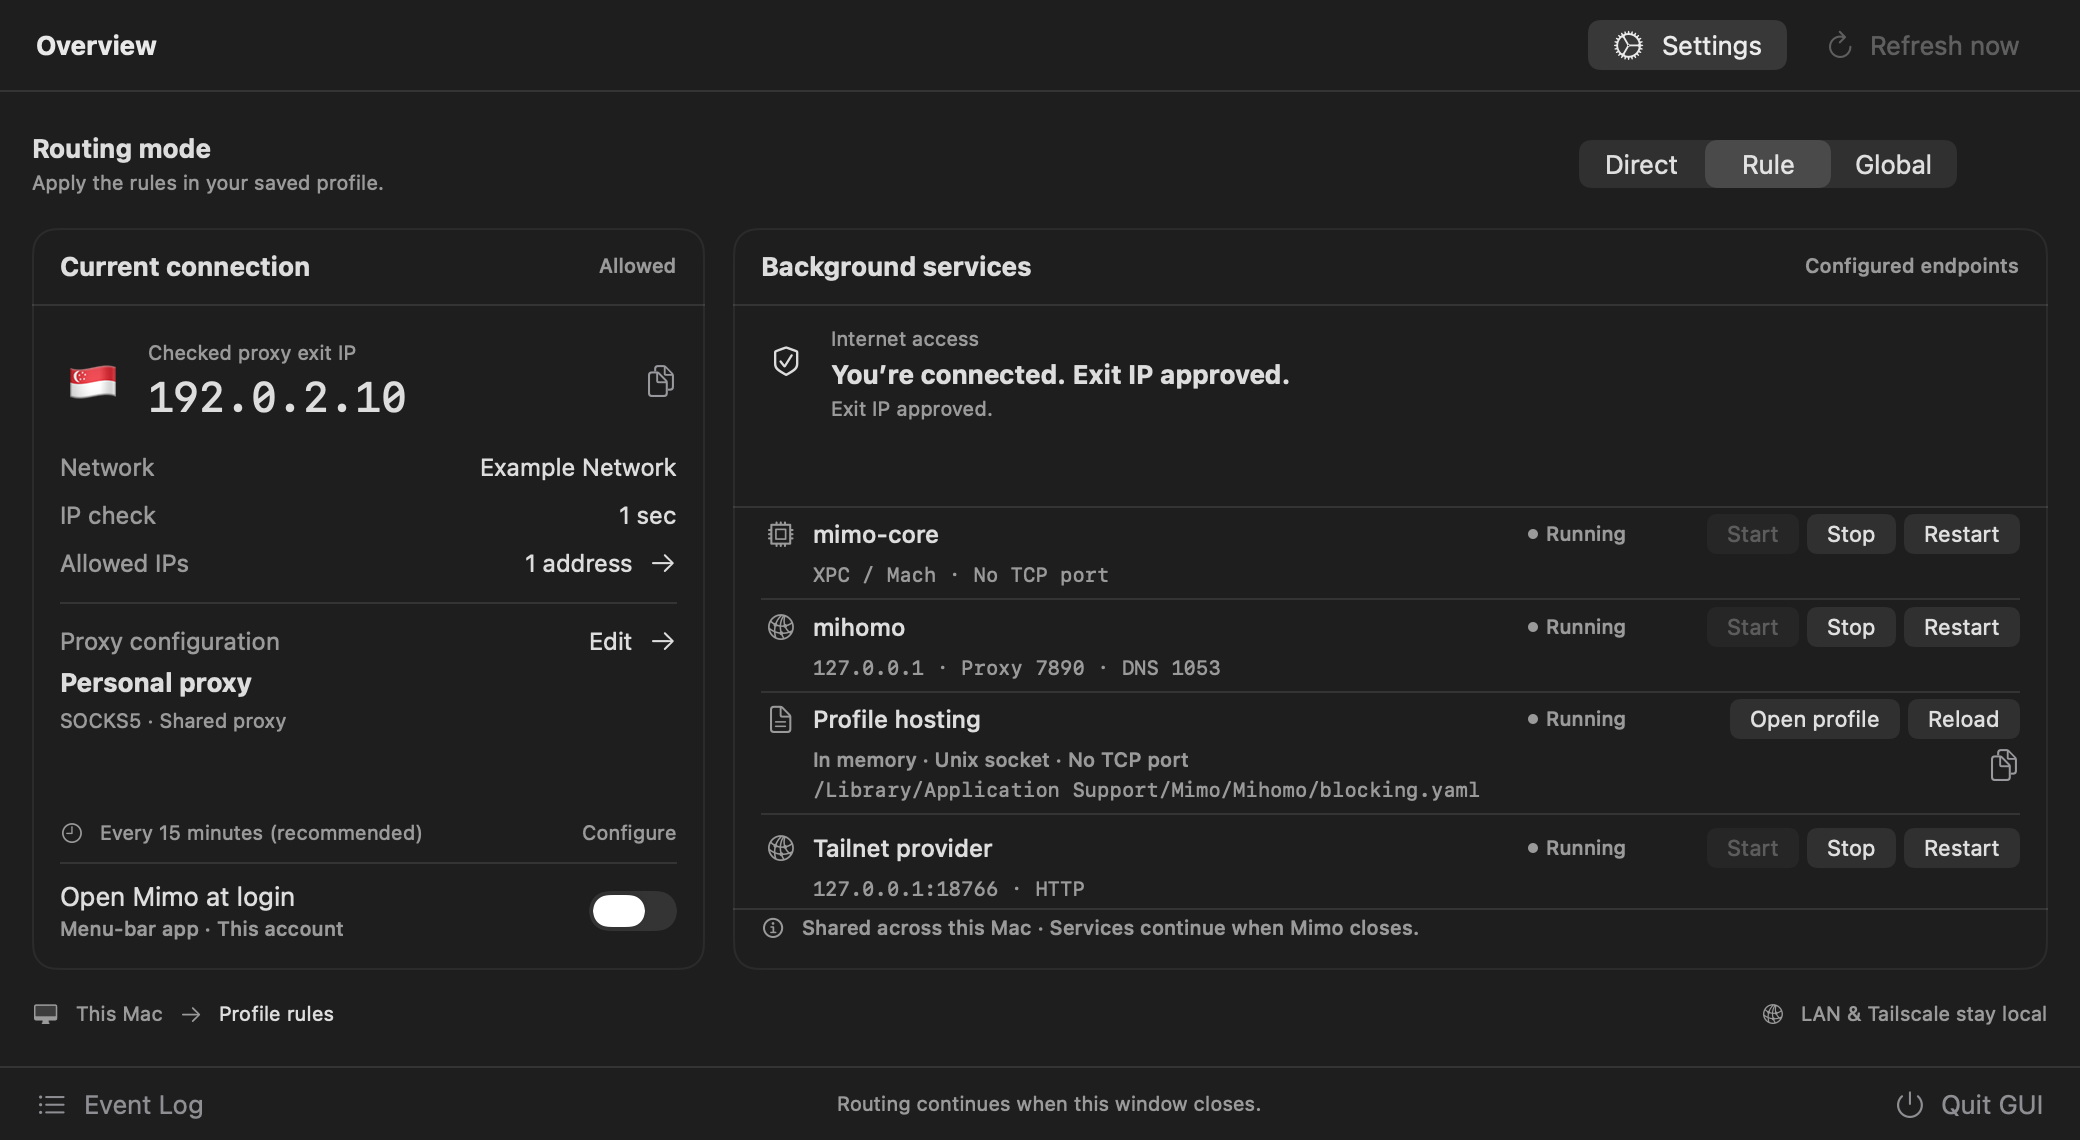 Overview
Settings
Refresh now
Routing mode
Apply the rules in your saved profile.
Direct
Rule
Global
Current connection
Allowed
Checked proxy exit IP
192.0.2.10
Network
Example Network
IP check
1 sec
Allowed IPs
1 address →
Proxy configuration
Edit →
Personal proxy
SOCKS5 · Shared proxy
Every 15 minutes (recommended)
Configure
Open Mimo at login
Menu-bar app · This account
Background services
Configured endpoints
Internet access
You’re connected. Exit IP approved.
Exit IP approved.
mimo-core
Running
Start
Stop
Restart
XPC / Mach · No TCP port
mihomo
Running
Start
Stop
Restart
127.0.0.1 · Proxy 7890 · DNS 1053
Profile hosting
Running
Open profile
Reload
In memory · Unix socket · No TCP port
/Library/Application Support/Mimo/Mihomo/blocking.yaml
Tailnet provider
Running
Start
Stop
Restart
127.0.0.1:18766 · HTTP
Shared across this Mac · Services continue when Mimo closes.
This Mac → Profile rules
LAN & Tailscale stay local
Event Log
Routing continues when this window closes.
Quit GUI